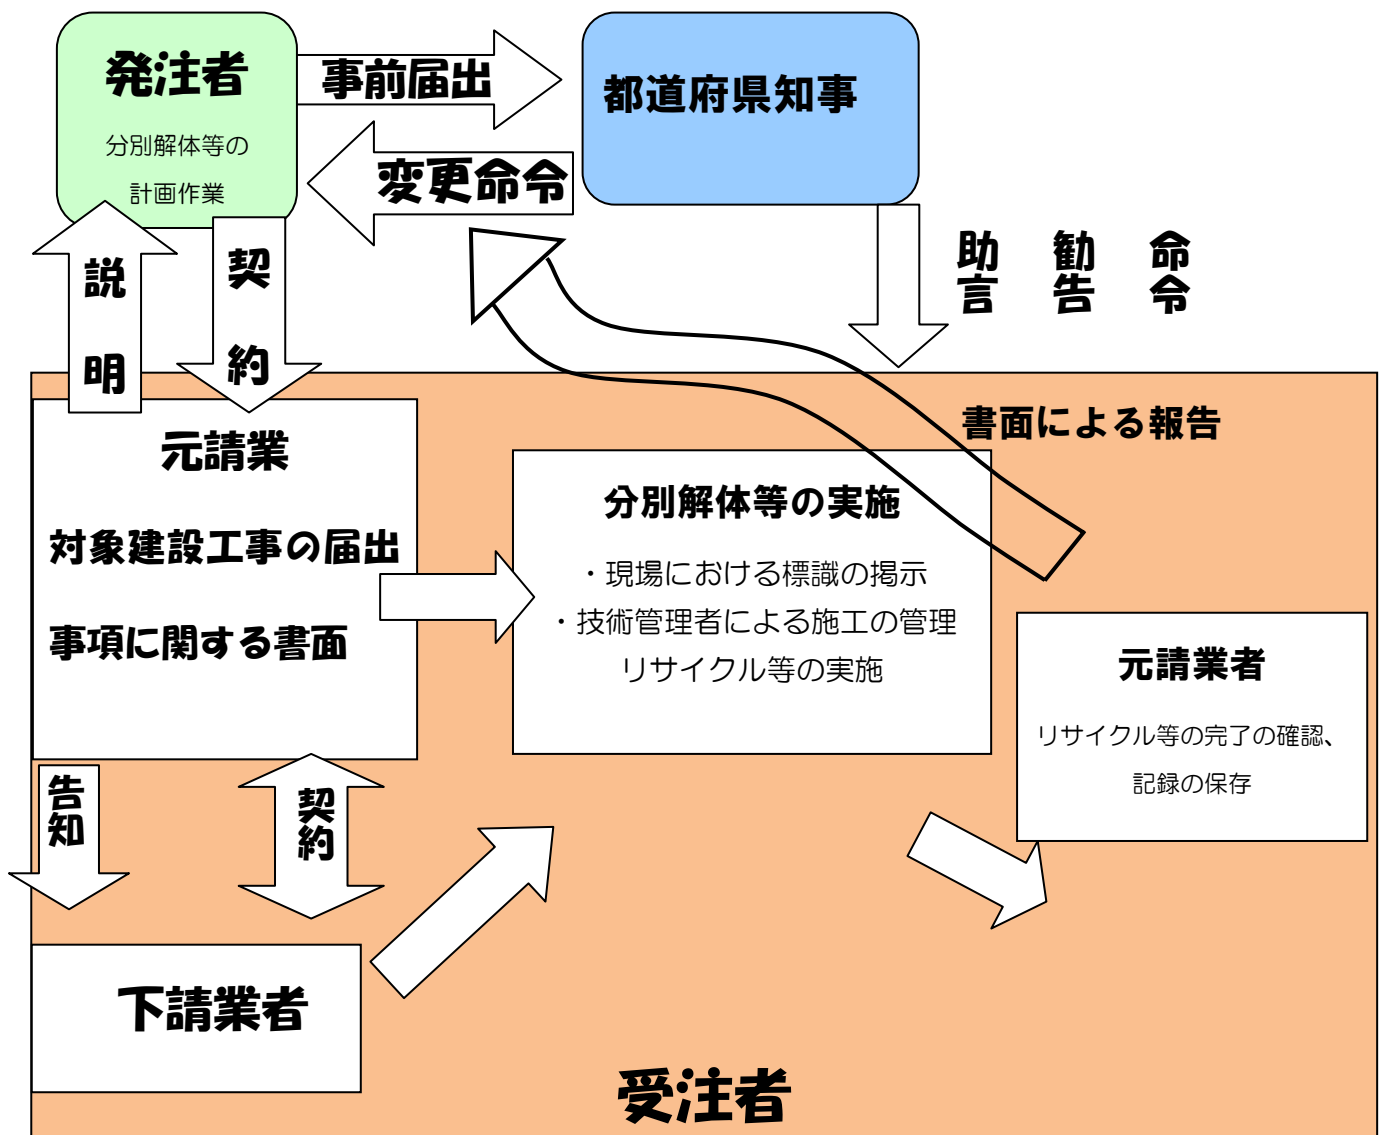 発注者
分別解体等の
計画作業
事前届出
都道府県知事
変更命令
説明
契約
助言
勧告
命令
書面による報告
元請業
対象建設工事の届出
事項に関する書面
分別解体等の実施
・現場における標識の掲示
・技術管理者による施工の管理
リサイクル等の実施
元請業者
リサイクル等の完了の確認、
記録の保存
告知
契約
下請業者
受注者